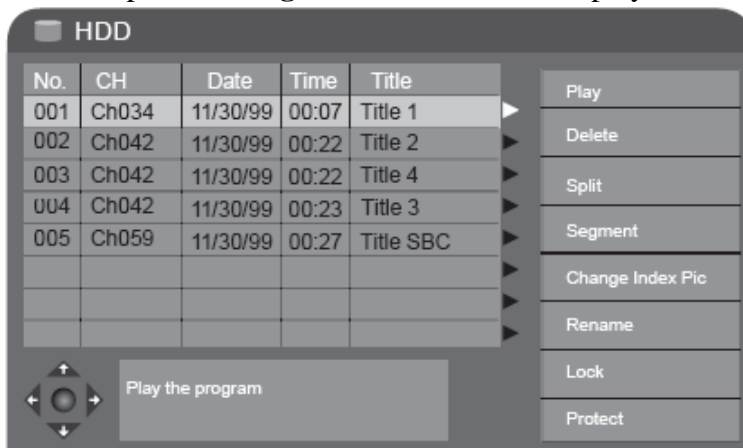 HDD
No. CH Date Time Title
001 Ch034 11/30/99 00:07 Title 1
002 Ch042 11/30/99 00:22 Title 2
003 Ch042 11/30/99 00:22 Title 4
004 Ch042 11/30/99 00:23 Title 3
005 Ch059 11/30/99 00:27 Title SBC
Play
Delete
Split
Segment
Change Index Pic
Rename
Lock
Protect
Play the program